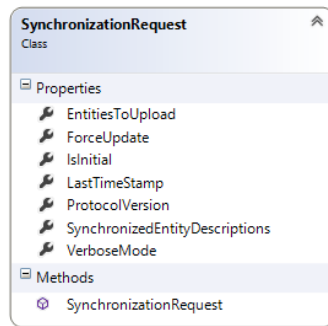 SynchronizationRequest
Class
Properties
EntitiesToUpload
ForceUpdate
IsInitial
LastTimeStamp
ProtocolVersion
SynchronizedEntityDescriptions
VerboseMode
Methods
SynchronizationRequest